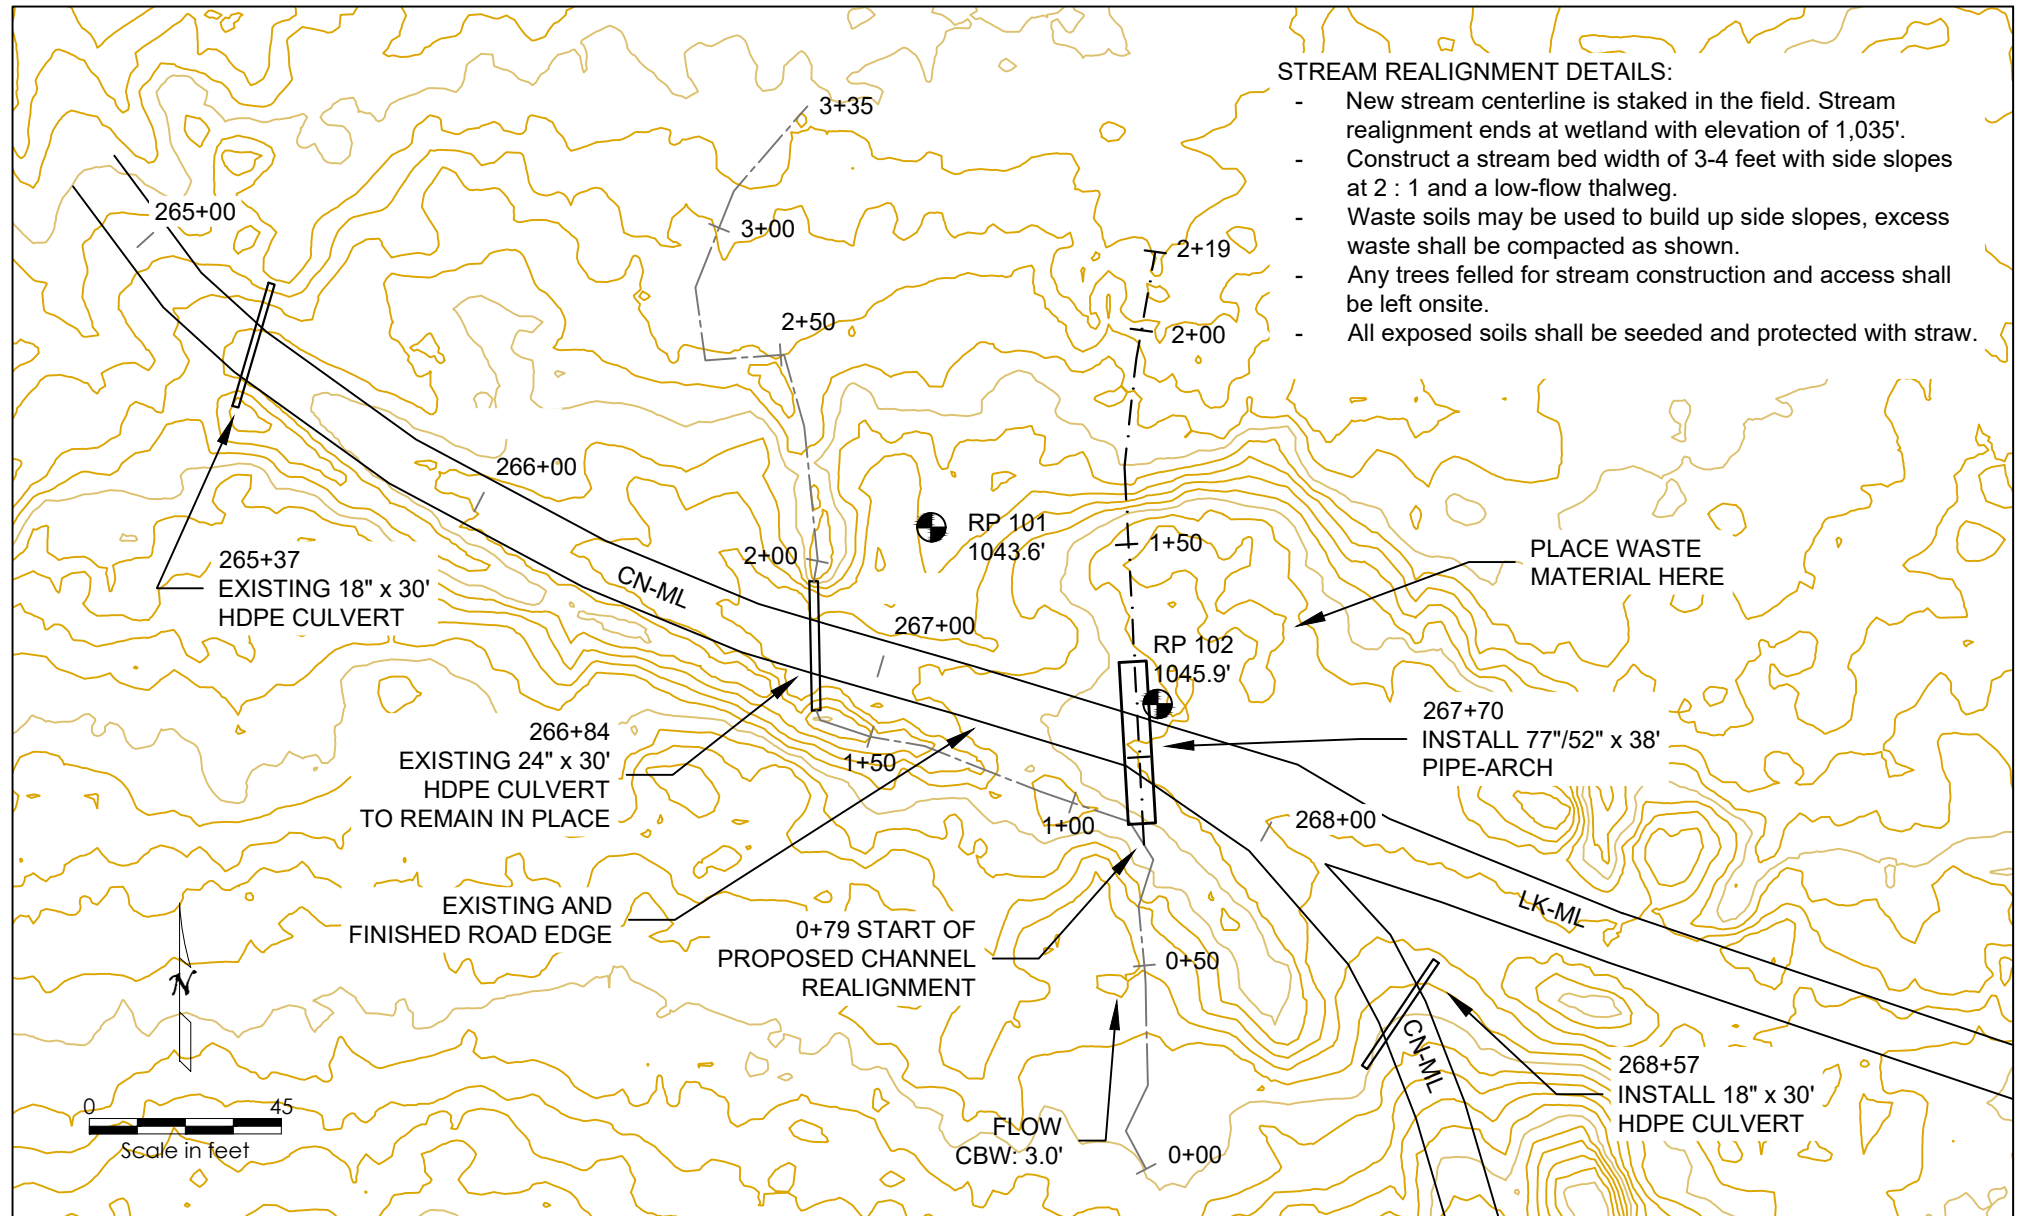 STREAM REALIGNMENT DETAILS:
- New stream centerline is staked in the field. Stream
realignment ends at wetland with elevation of 1,035'.
- Construct a stream bed width of 3-4 feet with side slopes
at 2 : 1 and a low-flow thalweg.
- Waste soils may be used to build up side slopes, excess
waste shall be compacted as shown.
- Any trees felled for stream construction and access shall
be left onsite.
- All exposed soils shall be seeded and protected with straw.
3+35
265+00
3+00
2+19
2+50
2+00
266+00
RP 101
1043.6'
2+00
1+50
265+37
EXISTING 18" x 30'
HDPE CULVERT
CN-ML
PLACE WASTE
MATERIAL HERE
267+00
RP 102
1045.9'
266+84
EXISTING 24" x 30'
HDPE CULVERT
TO REMAIN IN PLACE
1+50
267+70
INSTALL 77"/52" x 38'
PIPE-ARCH
1+00
268+00
EXISTING AND
FINISHED ROAD EDGE
LK-ML
0+79 START OF
PROPOSED CHANNEL
REALIGNMENT
0+50
N
CN-ML
268+57
INSTALL 18" x 30'
HDPE CULVERT
0 45
Scale in feet
FLOW
CBW: 3.0'
0+00